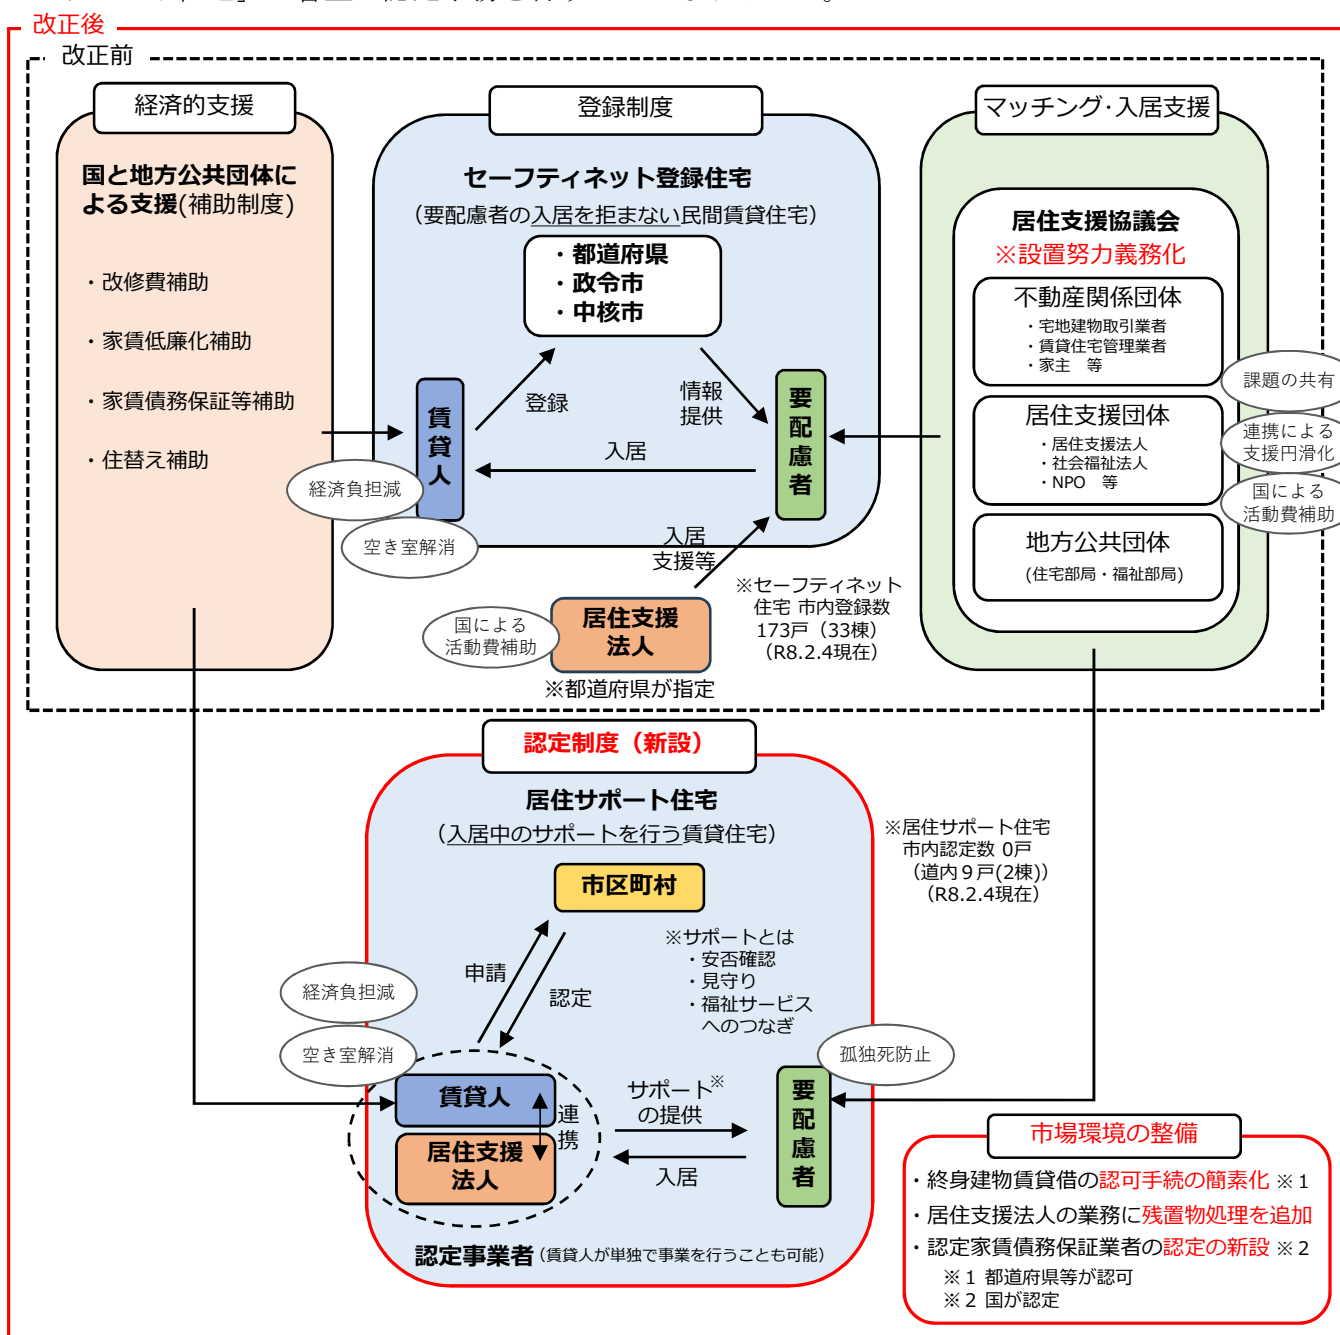 改正後
改正前
経済的支援
国と地方公共団体に
よる支援(補助制度)
・改修費補助
・家賃低廉化補助
・家賃債務保証等補助
・住替え補助
経済負担減
空き室解消
登録制度
セーフティネット登録住宅
（要配慮者の入居を拒まない民間賃貸住宅）
・都道府県
・政令市
・中核市
登録
情報
提供
賃貸人
入居
要配慮者
入居
支援等
国による
活動費補助
居住支援
法人
※都道府県が指定
※セーフティネット
住宅 市内登録数
173戸（33棟）
（R8.2.4現在）
マッチング・入居支援
居住支援協議会
※設置努力義務化
不動産関係団体
・宅地建物取引業者
・賃貸住宅管理業者
・家主　等
居住支援団体
・居住支援法人
・社会福祉法人
・NPO　等
地方公共団体
(住宅部局・福祉部局)
課題の共有
連携による
支援円滑化
国による
活動費補助
認定制度（新設）
居住サポート住宅
（入居中のサポートを行う賃貸住宅）
市区町村
申請
認定
※サポートとは
・安否確認
・見守り
・福祉サービス
へのつなぎ
経済負担減
空き室解消
賃貸人
連携
居住支援
法人
サポート※
の提供
入居
要配慮者
孤独死防止
認定事業者（賃貸人が単独で事業を行うことも可能）
※居住サポート住宅
市内認定数 0戸
（道内９戸(2棟)）
（R8.2.4現在）
市場環境の整備
・終身建物賃貸借の認可手続の簡素化 ※１
・居住支援法人の業務に残置物処理を追加
・認定家賃債務保証業者の認定の新設 ※２
※１ 都道府県等が認可
※２ 国が認定